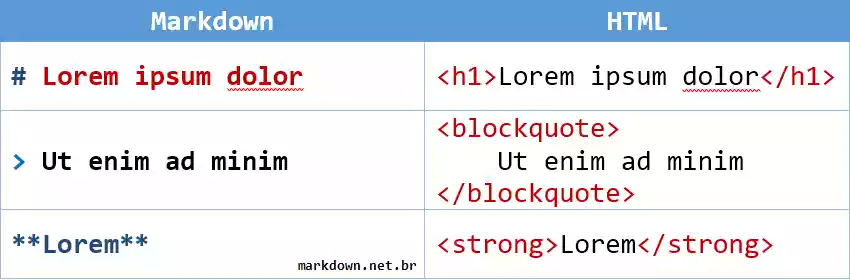 Markdown HTML
# Lorem ipsum dolor <h1>Lorem ipsum dolor</h1>
> Ut enim ad minim <blockquote>
Ut enim ad minim
</blockquote>
**Lorem** <strong>Lorem</strong>
markdown.net.br